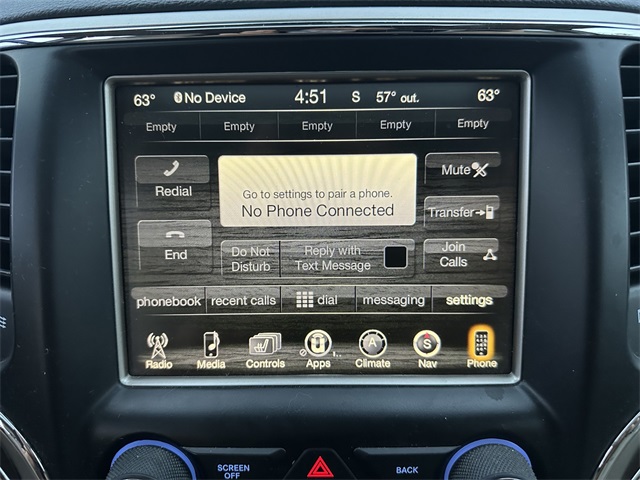 63° No Device 4:51 S 57° out. 63°
Empty Empty Empty Empty Empty
Redial
Go to settings to pair a phone.
No Phone Connected
Mute
Transfer
End
Do Not
Disturb
Reply with
Text Message
Join
Calls
phonebook recent calls dial messaging settings
A S
Radio Media Controls Apps Climate Nav Phone
SCREEN
OFF
BACK